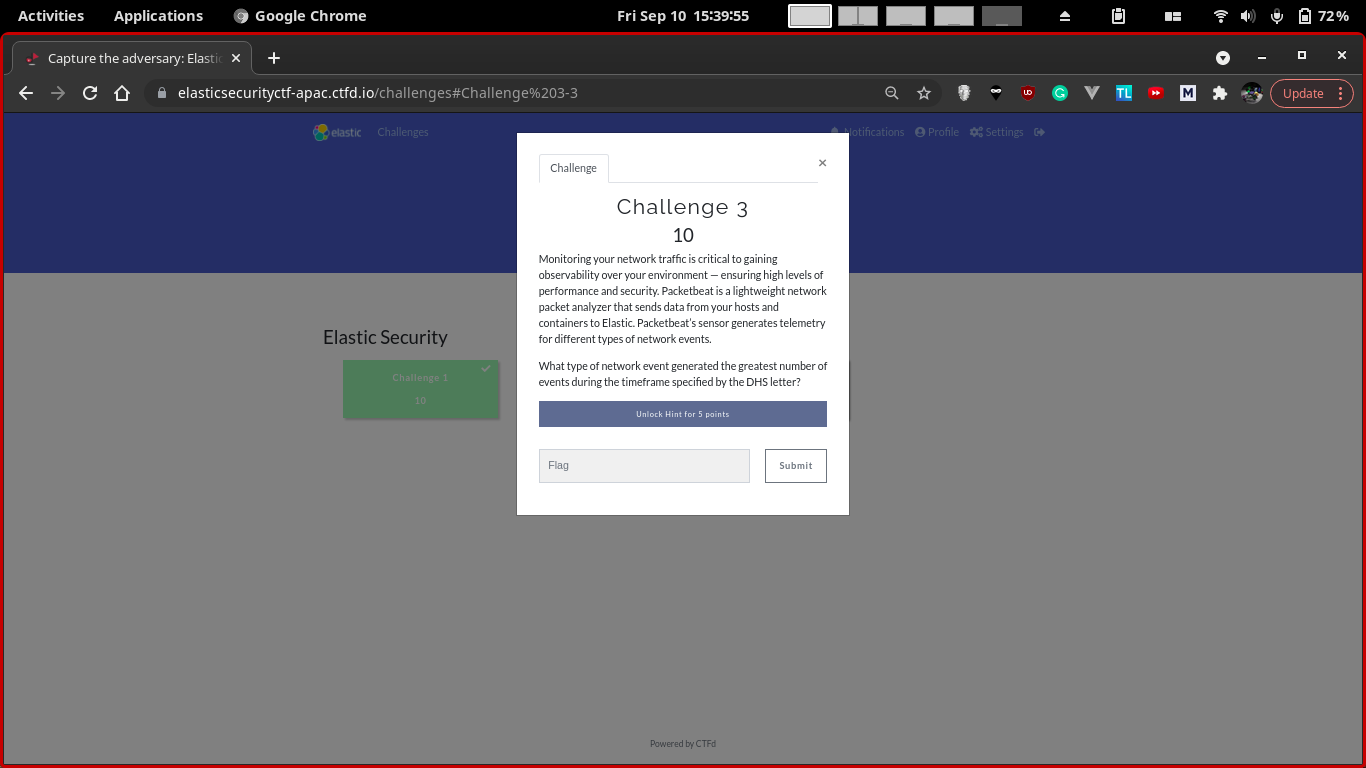 Activities Applications Google Chrome Fri Sep 10 15:39:55 72%
Capture the adversary: Elastic
elasticsecurityctf-apac.ctfd.io/challenges#Challenge%203-3 UD TL M Update
elastic Challenges Notifications Profile Settings
Challenge ×
Challenge 3
10
Monitoring your network traffic is critical to gaining
observability over your environment — ensuring high levels of
performance and security. Packetbeat is a lightweight network
packet analyzer that sends data from your hosts and
containers to Elastic. Packetbeat's sensor generates telemetry
for different types of network events.
What type of network event generated the greatest number of
events during the timeframe specified by the DHS letter?
Unlock Hint for 5 points
Flag Submit
Elastic Security
Challenge 1
10
Powered by CTFd